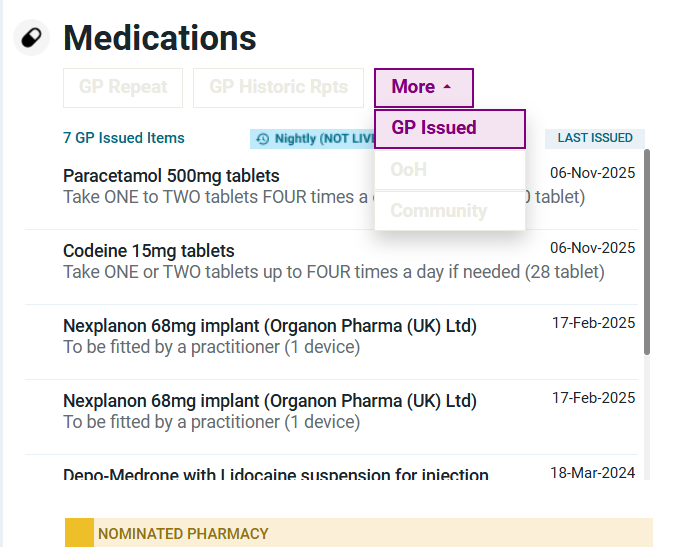 Medications
GP Repeat GP Historic Rpts More
GP Issued
7 GP Issued Items Nightly (NOT LIVE LAST ISSUED
OoH
Community
Paracetamol 500mg tablets 06-Nov-2025
Take ONE to TWO tablets FOUR times a tablet)
Codeine 15mg tablets 06-Nov-2025
Take ONE or TWO tablets up to FOUR times a day if needed (28 tablet)
Nexplanon 68mg implant (Organon Pharma (UK) Ltd) 17-Feb-2025
To be fitted by a practitioner (1 device)
Nexplanon 68mg implant (Organon Pharma (UK) Ltd) 17-Feb-2025
To be fitted by a practitioner (1 device)
Depo-Medrone with Lidocaine suspension for injection 18-Mar-2024
NOMINATED PHARMACY